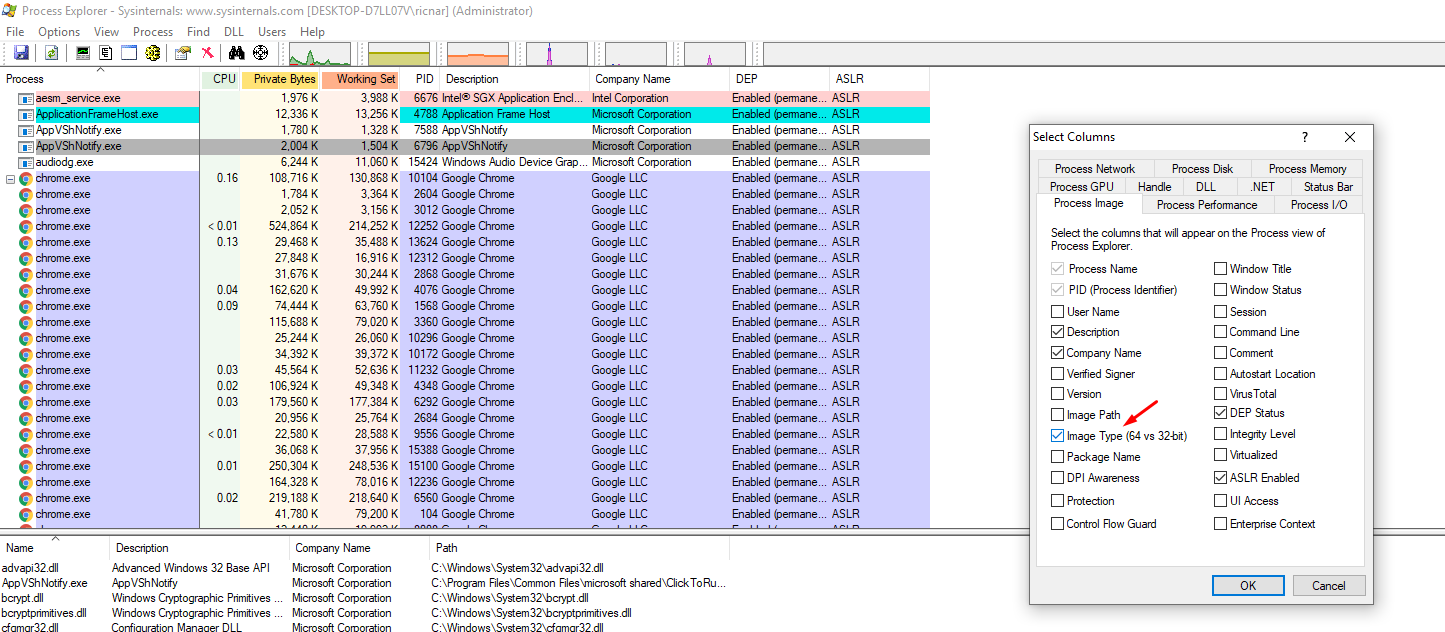 Process Explorer - Sysinternals: www.sysinternals.com [DESKTOP-D7LL07V\ricnar] (Administrator)
File Options View Process Find DLL Users Help
Process CPU Private Bytes Working Set PID Description Company Name DEP ASLR
aesm_service.exe 1,976 K 3,988 K 6676 Intel® SGX Application Encl... Intel Corporation Enabled (permane... ASLR
ApplicationFrameHost.exe 12,336 K 13,256 K 4788 Application Frame Host Microsoft Corporation Enabled (permane... ASLR
AppVShNotify.exe 1,780 K 1,328 K 7588 AppVShNotify Microsoft Corporation Enabled (permane... ASLR
AppVShNotify.exe 2,004 K 1,504 K 6796 AppVShNotify Microsoft Corporation Enabled (permane... ASLR
audiodg.exe 6,244 K 11,060 K 15424 Windows Audio Device Grap... Microsoft Corporation Enabled (permane... ASLR
chrome.exe 0.16 108,716 K 130,868 K 10104 Google Chrome Google LLC Enabled (permane... ASLR
chrome.exe 1,784 K 3,364 K 2604 Google Chrome Google LLC Enabled (permane... ASLR
chrome.exe 2,052 K 3,156 K 3012 Google Chrome Google LLC Enabled (permane... ASLR
chrome.exe < 0.01 524,864 K 214,252 K 12252 Google Chrome Google LLC Enabled (permane... ASLR
chrome.exe 0.13 29,468 K 35,488 K 13624 Google Chrome Google LLC Enabled (permane... ASLR
chrome.exe 27,848 K 16,916 K 12312 Google Chrome Google LLC Enabled (permane... ASLR
chrome.exe 31,676 K 30,244 K 2868 Google Chrome Google LLC Enabled (permane... ASLR
chrome.exe 0.04 162,620 K 49,992 K 4076 Google Chrome Google LLC Enabled (permane... ASLR
chrome.exe 0.09 74,444 K 63,760 K 1568 Google Chrome Google LLC Enabled (permane... ASLR
chrome.exe 115,688 K 79,020 K 3360 Google Chrome Google LLC Enabled (permane... ASLR
chrome.exe 25,244 K 26,060 K 10296 Google Chrome Google LLC Enabled (permane... ASLR
chrome.exe 34,392 K 39,372 K 10172 Google Chrome Google LLC Enabled (permane... ASLR
chrome.exe 0.03 45,564 K 52,636 K 11232 Google Chrome Google LLC Enabled (permane... ASLR
chrome.exe 0.02 106,924 K 49,348 K 4348 Google Chrome Google LLC Enabled (permane... ASLR
chrome.exe 0.03 179,560 K 177,384 K 6292 Google Chrome Google LLC Enabled (permane... ASLR
chrome.exe 20,956 K 25,764 K 2684 Google Chrome Google LLC Enabled (permane... ASLR
chrome.exe < 0.01 22,580 K 28,588 K 9556 Google Chrome Google LLC Enabled (permane... ASLR
chrome.exe 36,068 K 37,956 K 15388 Google Chrome Google LLC Enabled (permane... ASLR
chrome.exe 0.01 250,304 K 248,536 K 15100 Google Chrome Google LLC Enabled (permane... ASLR
chrome.exe 164,328 K 78,016 K 12236 Google Chrome Google LLC Enabled (permane... ASLR
chrome.exe 0.02 219,188 K 218,640 K 6560 Google Chrome Google LLC Enabled (permane... ASLR
chrome.exe 41,780 K 79,200 K 104 Google Chrome Google LLC Enabled (permane... ASLR
Name Description Company Name Path
advapi32.dll Advanced Windows 32 Base API Microsoft Corporation C:\Windows\System32\advapi32.dll
AppVShNotify.exe AppVShNotify Microsoft Corporation C:\Program Files\Common Files\microsoft shared\ClickToRu...
bcrypt.dll Windows Cryptographic Primitives ... Microsoft Corporation C:\Windows\System32\bcrypt.dll
bcryptprimitives.dll Windows Cryptographic Primitives ... Microsoft Corporation C:\Windows\System32\bcryptprimitives.dll
cfgmgr32.dll Configuration Manager DLL Microsoft Corporation C:\Windows\System32\cfgmgr32.dll
Select Columns ?
Process Network Process Disk Process Memory
Process GPU Handle DLL .NET Status Bar
Process Image Process Performance Process I/O
Select the columns that will appear on the Process view of
Process Explorer.
Process Name Window Title
PID (Process Identifier) Window Status
User Name Session
Description Command Line
Company Name Comment
Verified Signer Autostart Location
Version VirusTotal
Image Path DEP Status
Image Type (64 vs 32-bit) Integrity Level
Package Name Virtualized
DPI Awareness ASLR Enabled
Protection UI Access
Control Flow Guard Enterprise Context
OK Cancel